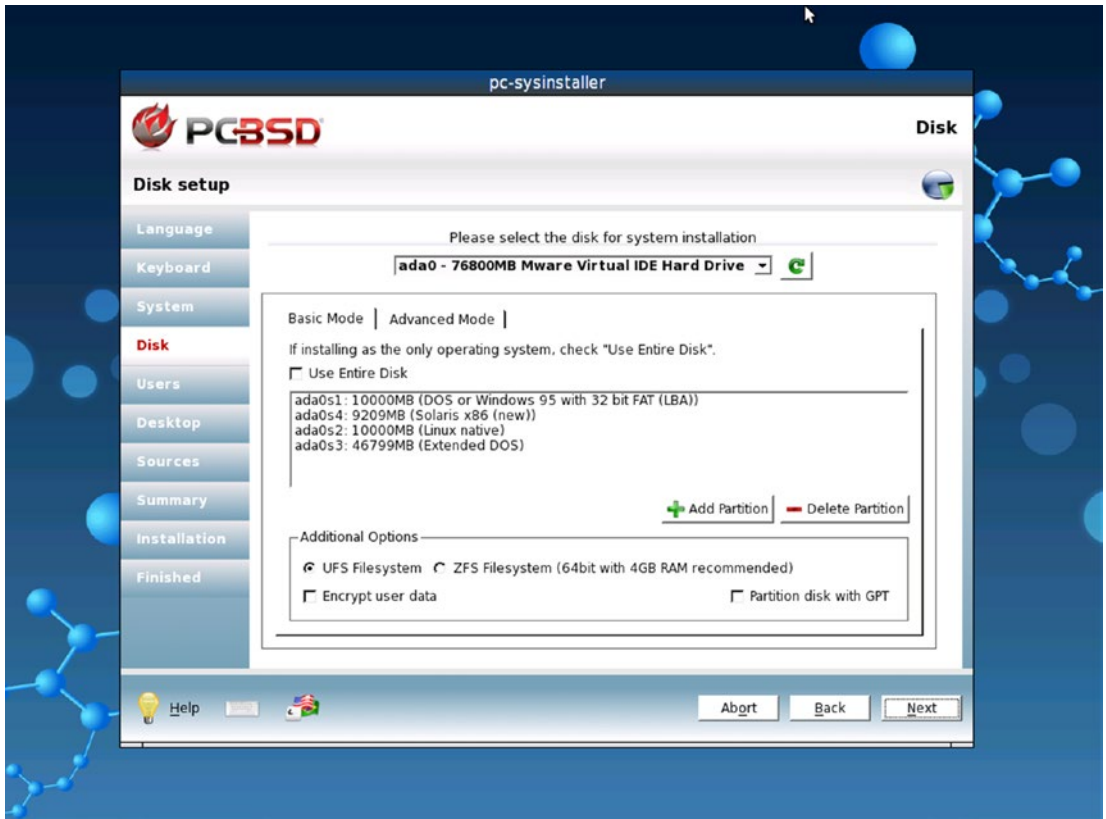 pc-sysinstaller
PCBSD
Disk
Disk setup
Language
Keyboard
System
Disk
Users
Desktop
Sources
Summary
Installation
Finished
Please select the disk for system installation
ada0 - 76800MB Mware Virtual IDE Hard Drive
Basic Mode
Advanced Mode
If installing as the only operating system, check "Use Entire Disk".
Use Entire Disk
ada0s1: 10000MB (DOS or Windows 95 with 32 bit FAT (LBA))
ada0s4: 9209MB (Solaris x86 (new))
ada0s2: 10000MB (Linux native)
ada0s3: 46799MB (Extended DOS)
Add Partition
Delete Partition
Additional Options
UFS Filesystem
ZFS Filesystem (64bit with 4GB RAM recommended)
Encrypt user data
Partition disk with GPT
Help
Abort
Back
Next